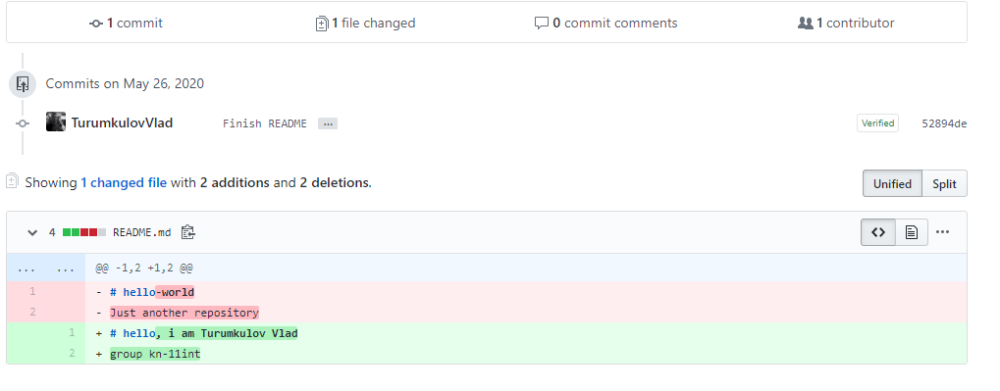 1 commit 1 file changed 0 commit comments 1 contributor
Commits on May 26, 2020
TurumkulovVlad Finish README ... Verified 52894de
Showing 1 changed file with 2 additions and 2 deletions.
Unified Split
4 README.md <> ...
... ... @@ -1,2 +1,2 @@
1 - # hello-world
2 - Just another repository
1 + # hello, i am Turumkulov Vlad
2 + group kn-11int